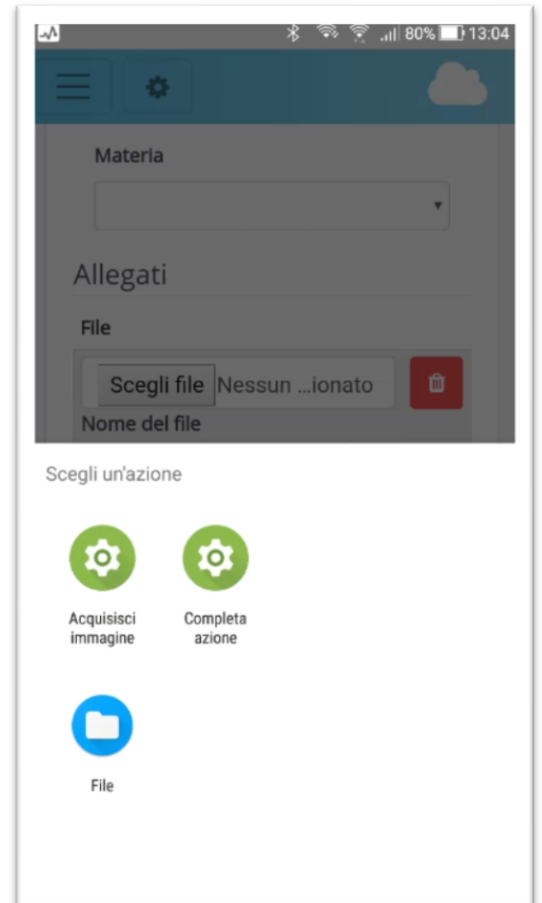 80% 13:04
Materia
Allegati
File
Scegli file Nessun ...ionato
Nome del file
Scegli un'azione
Acquisisci immagine
Completa azione
File